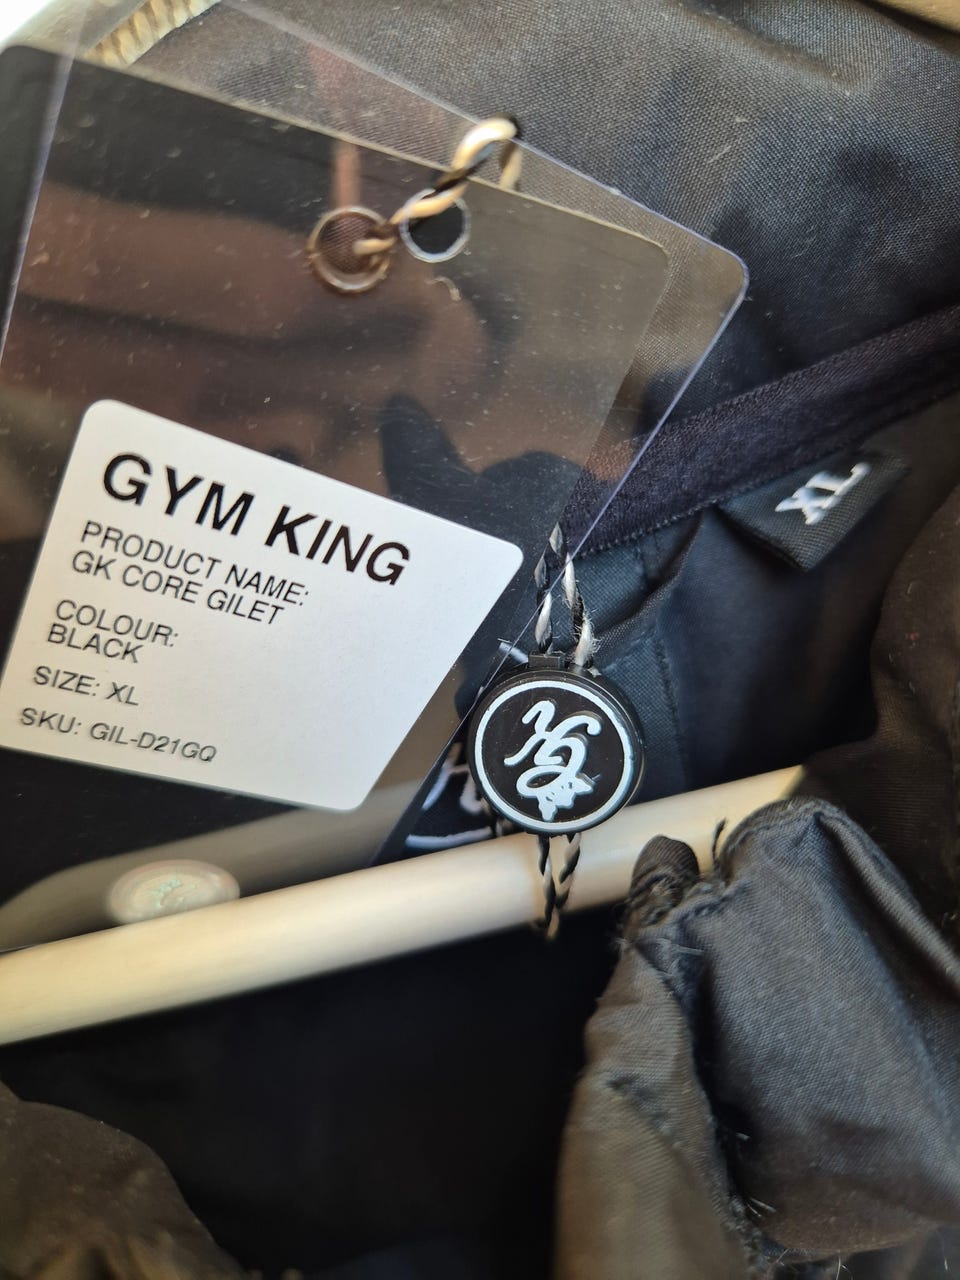 GYM KING
PRODUCT NAME:
GK CORE GILET
COLOUR:
BLACK
SIZE: XL
SKU: GIL-D21GQ
XL